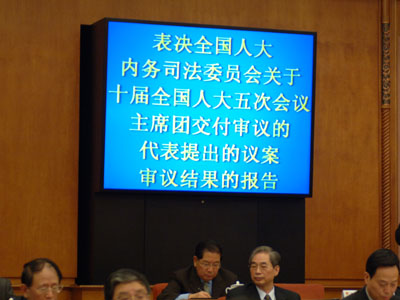 表决全国人大
内务司法委员会关于
十届全国人大五次会议
主席团交付审议的
代表提出的议案
审议结果的报告